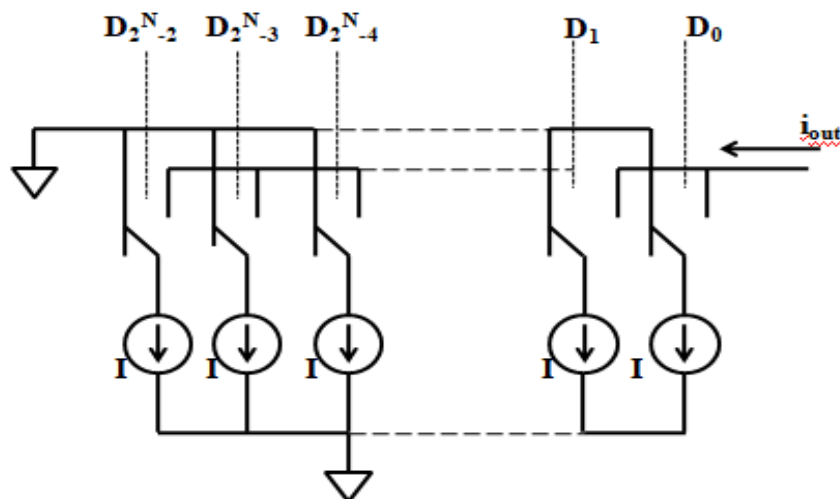 D₂ᴺ₋₂ D₂ᴺ₋₃ D₂ᴺ₋₄ D₁ D₀
iout
I I I I I